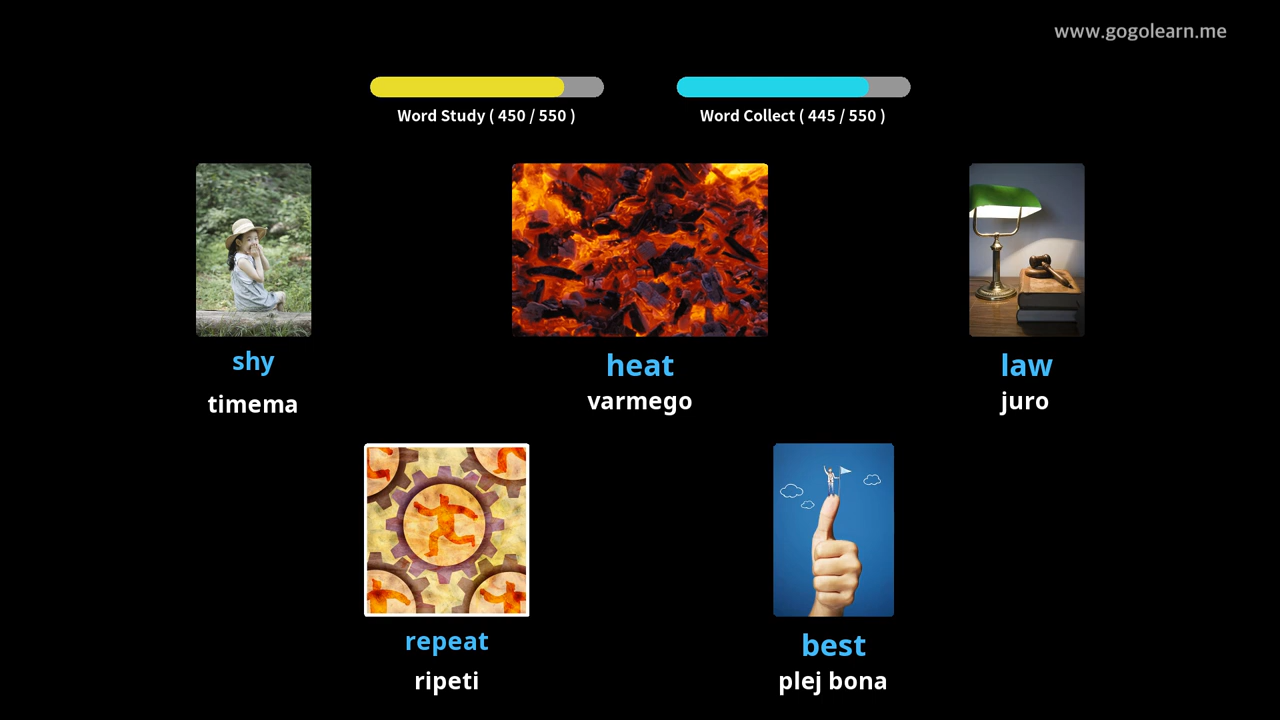 www.gogolearn.me
Word Study ( 450 / 550 )
Word Collect ( 445 / 550 )
shy
timema
heat
varmego
law
juro
repeat
ripeti
best
plej bona